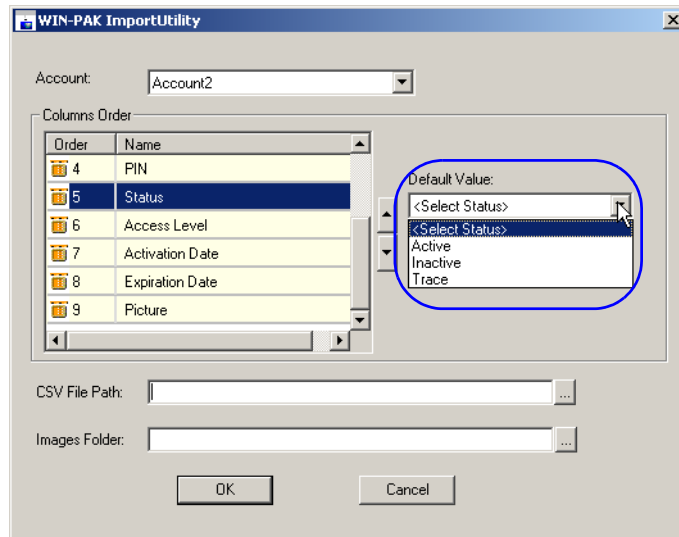 WIN-PAK ImportUtility
Account: Account2
Columns Order
Order Name
4 PIN
5 Status
6 Access Level
7 Activation Date
8 Expiration Date
9 Picture
Default Value:
<Select Status>
<Select Status>
Active
Inactive
Trace
CSV File Path: ...
Images Folder: ...
OK Cancel